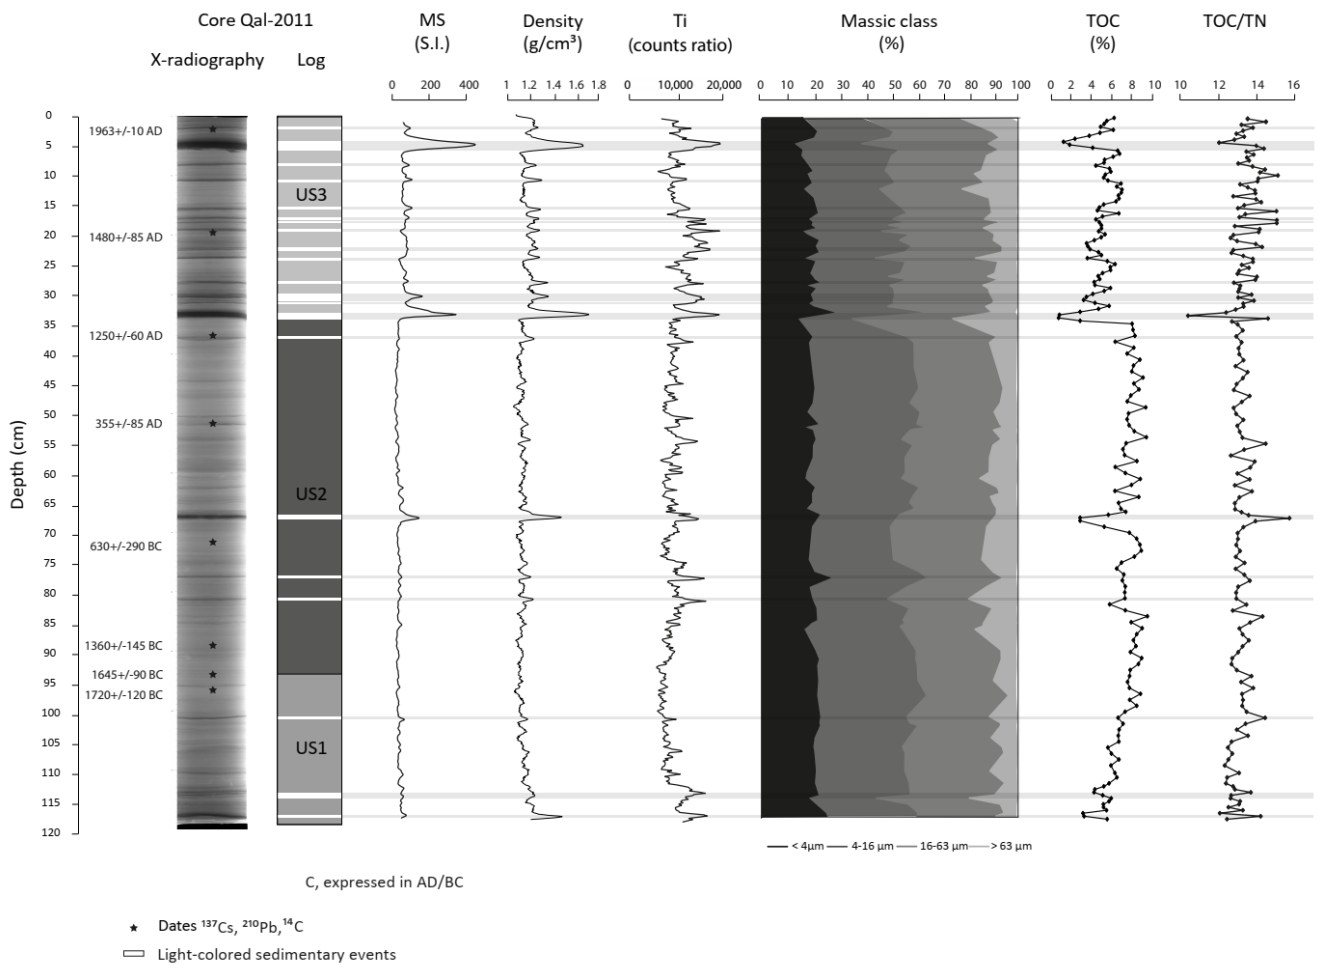 Core Qal-2011
MS
(S.I.)
Density
(g/cm³)
Ti
(counts ratio)
Massic class
(%)
TOC
(%)
TOC/TN
X-radiography
Log
0 200 400
1 1.2 1.4 1.6 1.8
0 10,000 20,000
0 10 20 30 40 50 60 70 80 90 100
0 2 4 6 8 10
10 12 14 16
Depth (cm)
0
5
10
15
20
25
30
35
40
45
50
55
60
65
70
75
80
85
90
95
100
105
110
115
120
1963+/-10 AD
1480+/-85 AD
1250+/-60 AD
355+/-85 AD
630+/-290 BC
1360+/-145 BC
1645+/-90 BC
1720+/-120 BC
US3
US2
US1
< 4µm 4-16 µm 16-63 µm > 63 µm
C, expressed in AD/BC
Dates ¹³⁷Cs, ²¹⁰Pb,¹⁴C
Light-colored sedimentary events